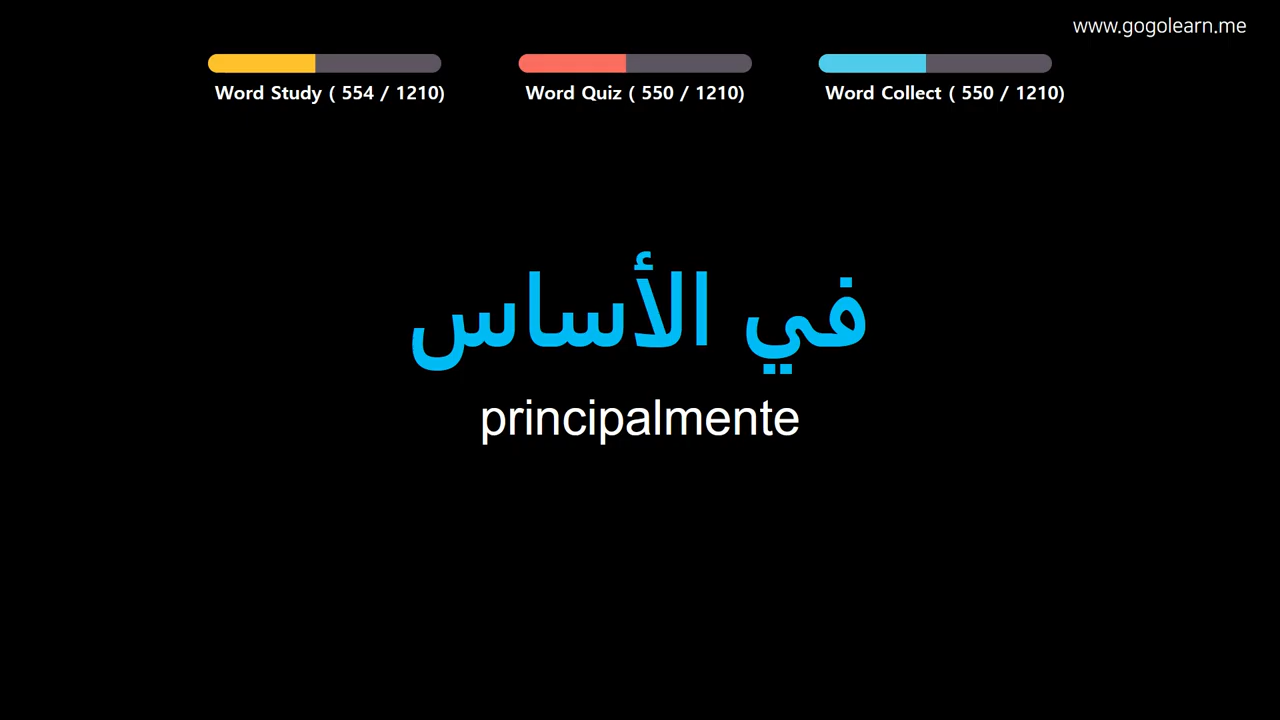 www.gogolearn.me
Word Study ( 554 / 1210)
Word Quiz ( 550 / 1210)
Word Collect ( 550 / 1210)
في الأساس
principalmente